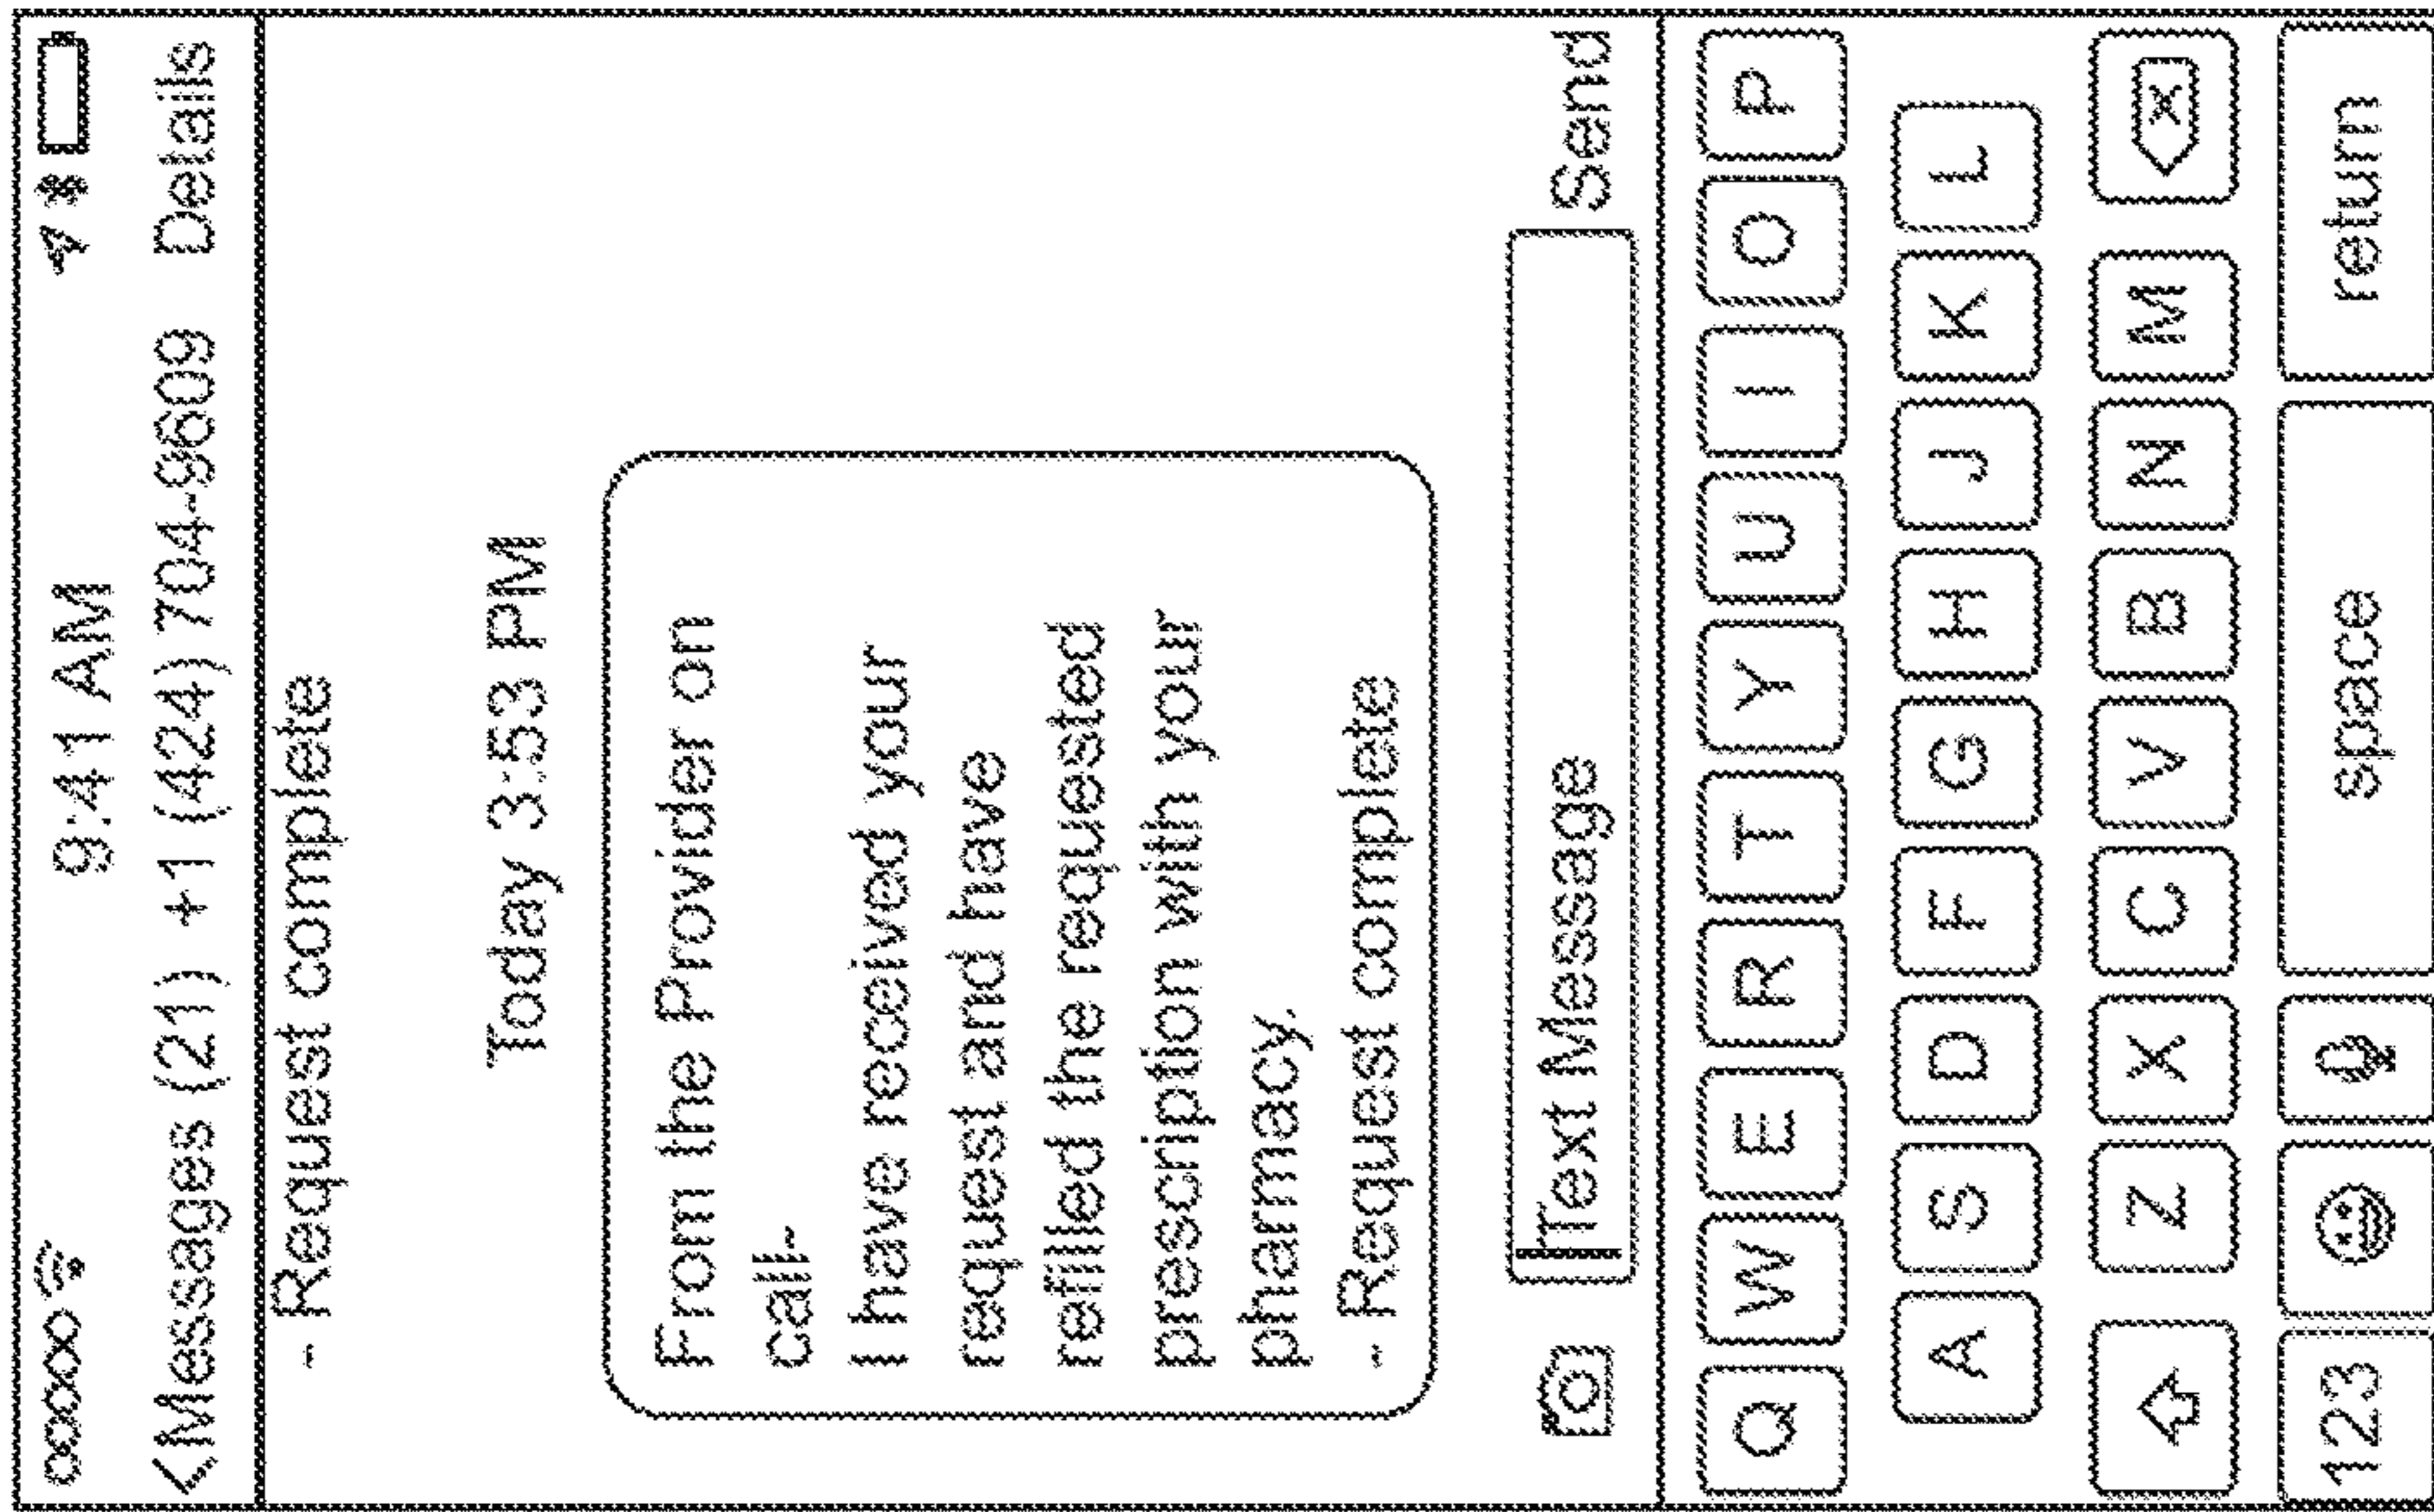 9:41 AM
<Messages (21) +1 (424) 704-9609 Details
- Request complete
Today 3:53 PM
From the Provider on
call-
I have received your
request and have
refilled the requested
prescription with your
pharmacy.
- Request complete
Text Message Send
Q W E R T Y U I O P
A S D F G H J K L
Z X C V B N M
123 space return